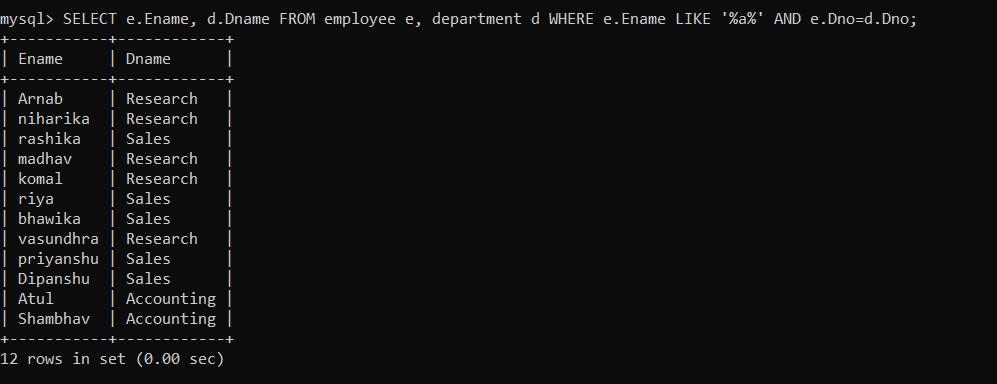 mysql> SELECT e.Ename, d.Dname FROM employee e, department d WHERE e.Ename LIKE '%a%' AND e.Dno=d.Dno;
+-----------+------------+
| Ename     | Dname      |
+-----------+------------+
| Arnab     | Research   |
| niharika  | Research   |
| rashika   | Sales      |
| madhav    | Research   |
| komal     | Research   |
| riya      | Sales      |
| bhawika   | Sales      |
| vasundhra | Research   |
| priyanshu | Sales      |
| Dipanshu  | Sales      |
| Atul      | Accounting |
| Shambhav  | Accounting |
+-----------+------------+
12 rows in set (0.00 sec)